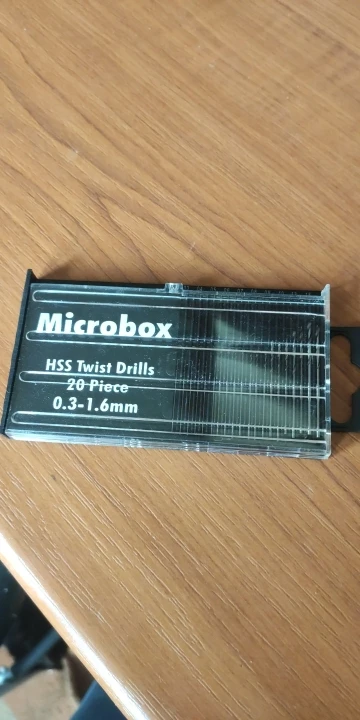 Microbox
HSS Twist Drills
20 Piece
0.3-1.6mm